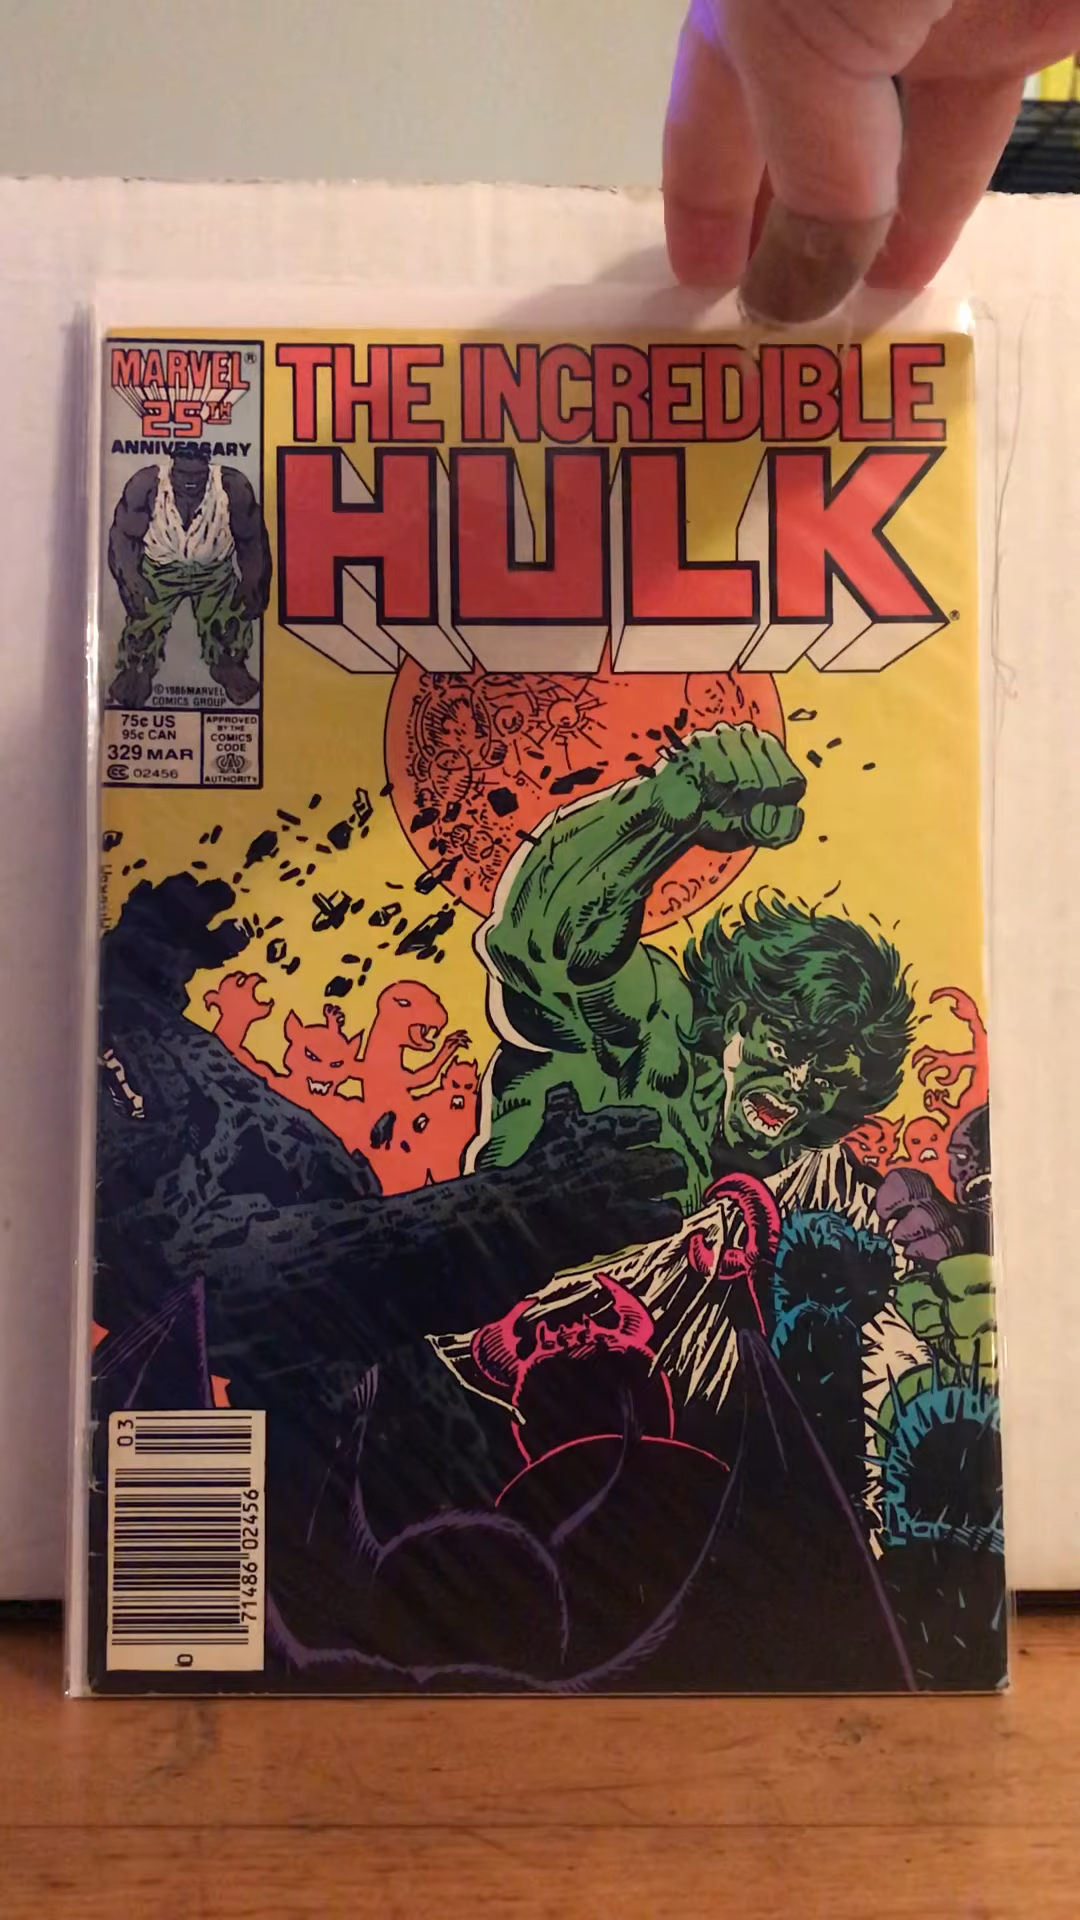 MARVEL®
25TH
ANNIVERSARY
THE INCREDIBLE
HULK®
©1986 MARVEL
COMICS GROUP
75¢ US
95¢ CAN
329 MAR
CC 02456
APPROVED
BY THE
COMICS
CODE
AUTHORITY
03
71486 02456
0